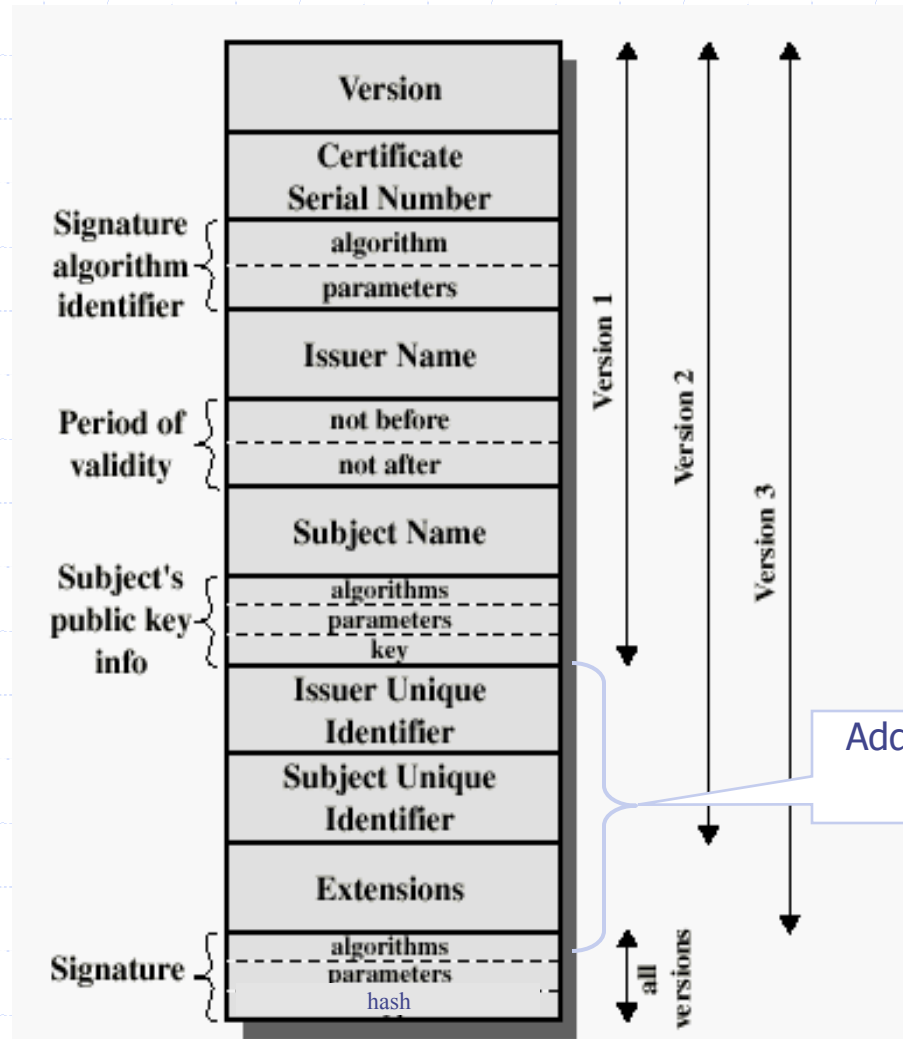 Version
Certificate
Serial Number
Signature
algorithm
identifier
algorithm
parameters
Issuer Name
Period of
validity
not before
not after
Subject Name
Subject's
public key
info
algorithms
parameters
key
Issuer Unique
Identifier
Subject Unique
Identifier
Extensions
Signature
algorithms
parameters
hash
Version 1
Version 2
Version 3
all
versions
Add